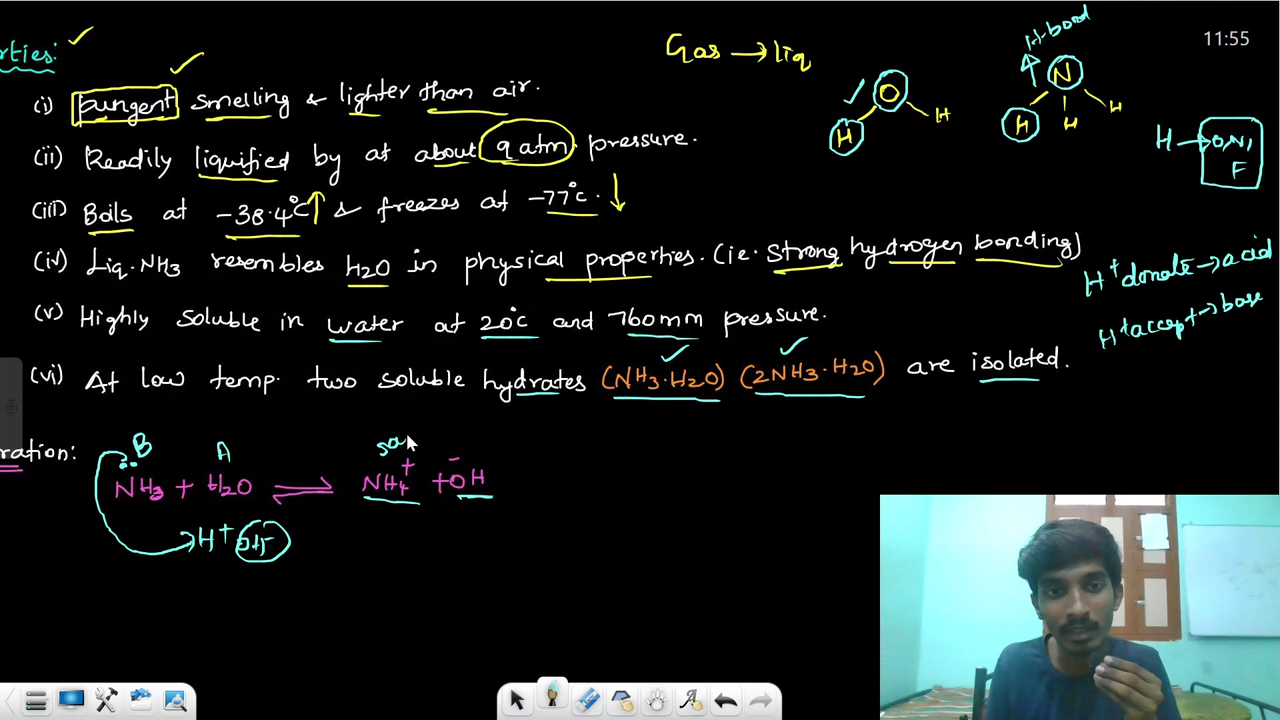 rties:
(i) Pungent smelling & lighter than air.
(ii) Readily liquified by at about 9 atm pressure.
(iii) Boils at -38.4°C & freezes at -77°C.
(iv) Liq. NH3 resembles H2O in physical properties. (ie. Strong hydrogen bonding)
(v) Highly soluble in water at 20°C and 760mm pressure.
(vi) At low temp. two soluble hydrates (NH3.H2O) (2NH3.H2O) are isolated.
ration:
B A
NH3 + H2O ⇌ NH4+ + -OH
H+ OH-
Gas → liq
O
H H
H-bond
N
H H H
11:55
H → O,N,
F
H+ donate → acid
H+ accept → base